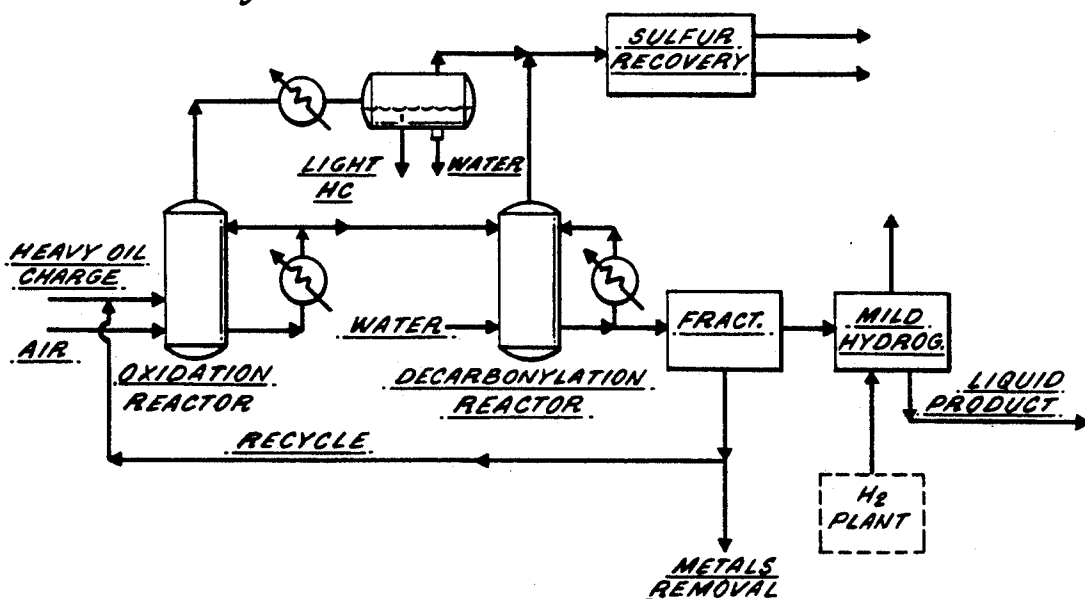 SULFUR
RECOVERY
LIGHT
HC
WATER
HEAVY OIL
CHARGE
AIR
OXIDATION
REACTOR
WATER
DECARBONYLATION
REACTOR
FRACT.
MILD
HYDROG.
LIQUID
PRODUCT
RECYCLE
H2
PLANT
METALS
REMOVAL